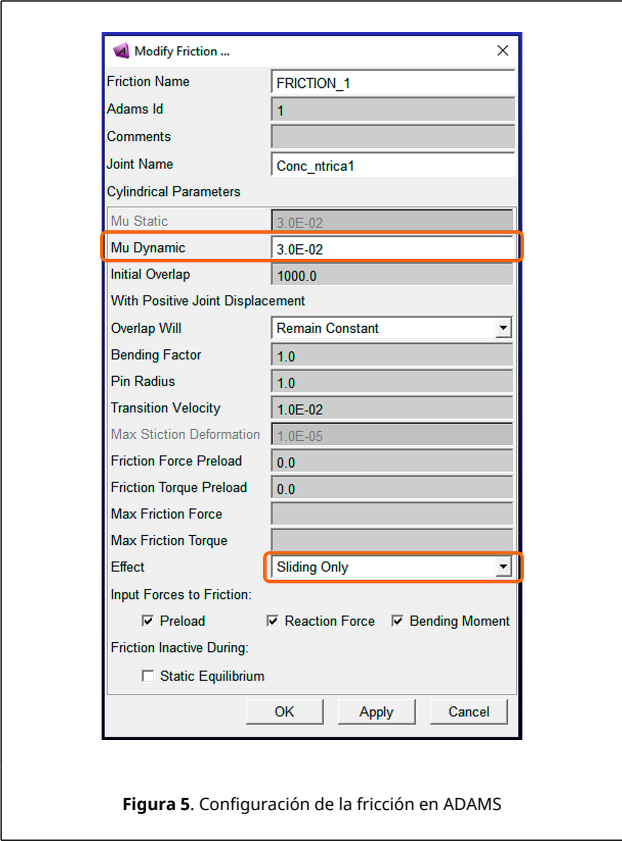 Modify Friction ...
Friction Name FRICTION_1
Adams Id 1
Comments
Joint Name Conc_ntrica1
Cylindrical Parameters
Mu Static 3.0E-02
Mu Dynamic 3.0E-02
Initial Overlap 1000.0
With Positive Joint Displacement
Overlap Will Remain Constant
Bending Factor 1.0
Pin Radius 1.0
Transition Velocity 1.0E-02
Max Stiction Deformation 1.0E-05
Friction Force Preload 0.0
Friction Torque Preload 0.0
Max Friction Force
Max Friction Torque
Effect Sliding Only
Input Forces to Friction:
Preload Reaction Force Bending Moment
Friction Inactive During:
Static Equilibrium
OK Apply Cancel
Figura 5. Configuración de la fricción en ADAMS